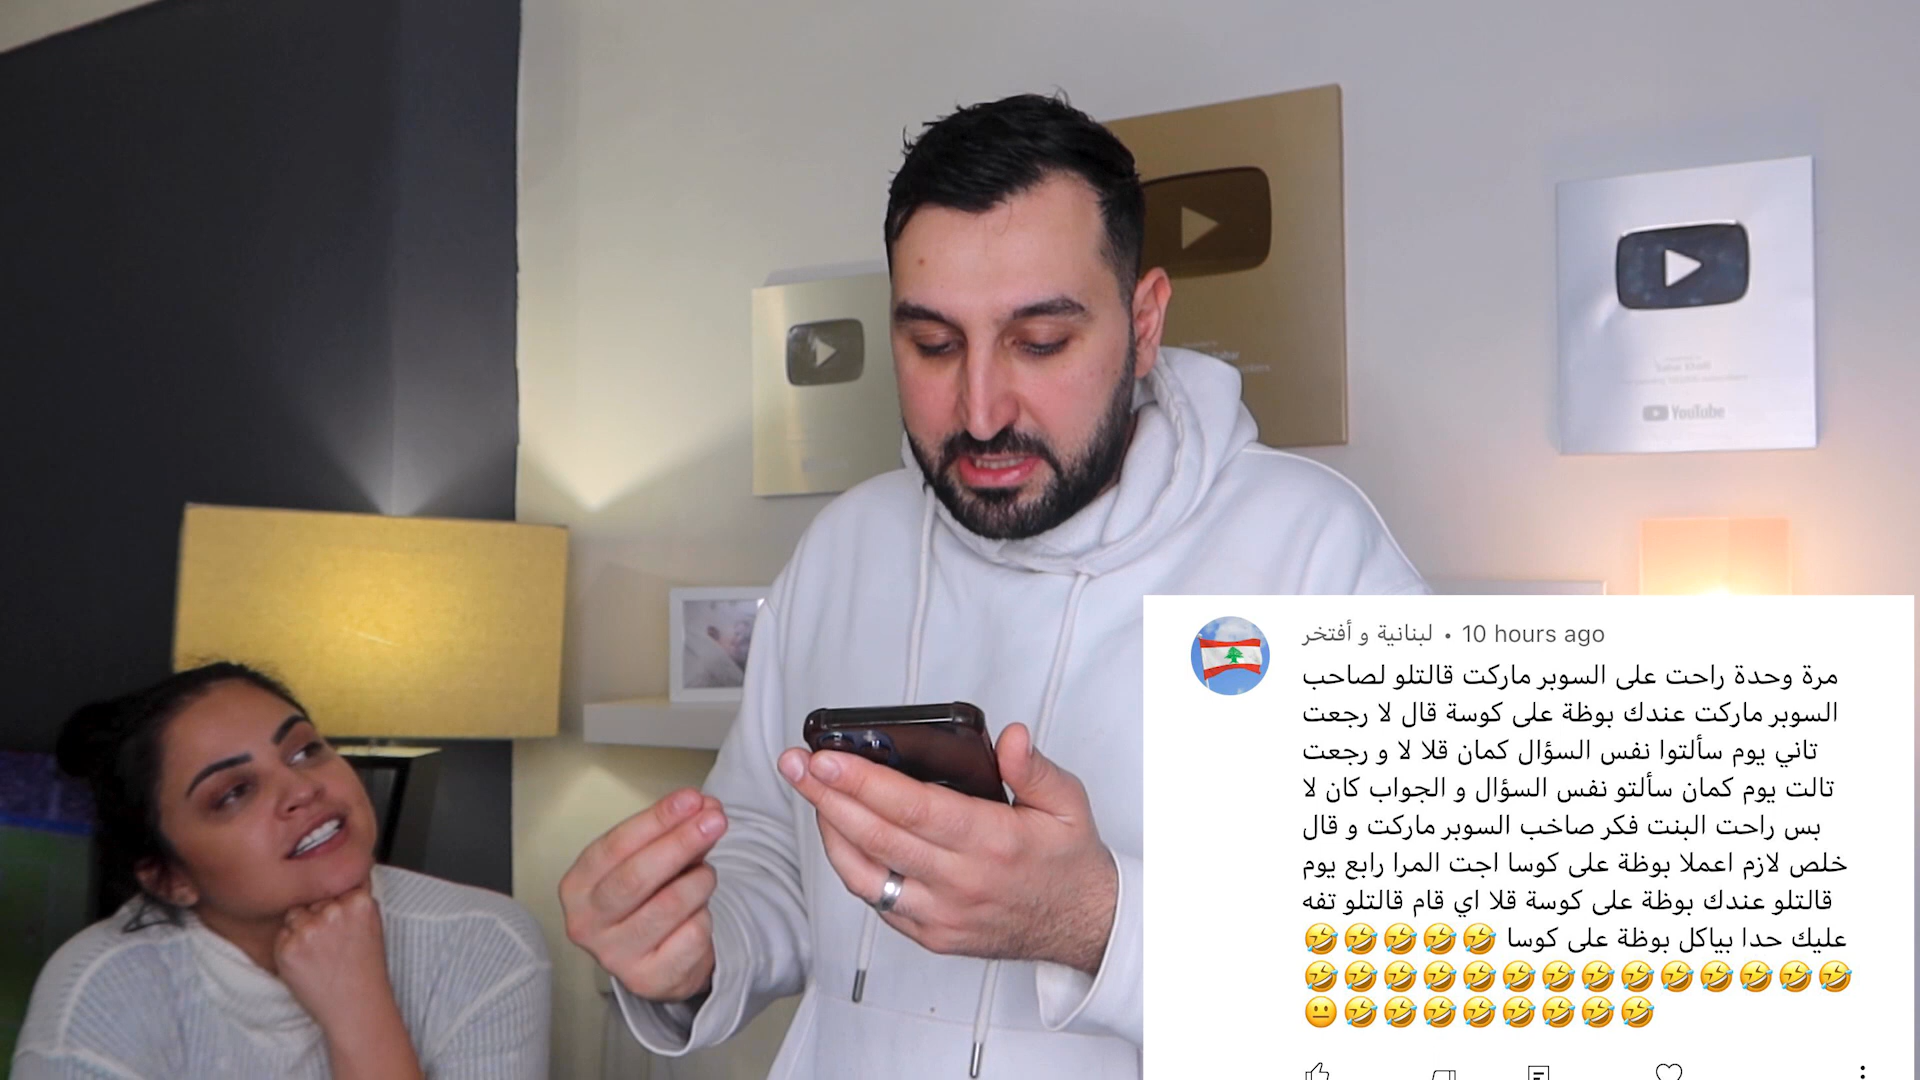 YouTube
لبنانية و أفتخر • 10 hours ago
مرة وحدة راحت على السوبر ماركت قالتلو لصاحب
السوبر ماركت عندك بوظة على كوسة قال لا رجعت
تاني يوم سألتوا نفس السؤال كمان قلا لا و رجعت
تالت يوم كمان سألتو نفس السؤال و الجواب كان لا
بس راحت البنت فكر صاخب السوبر ماركت و قال
خلص لازم اعملا بوظة على كوسا اجت المرا رابع يوم
قالتلو عندك بوظة على كوسة قلا اي قام قالتلو تفه
عليك حدا بياكل بوظة على كوسا 🤣🤣🤣🤣🤣
🤣🤣🤣🤣🤣🤣🤣🤣🤣🤣🤣🤣🤣🤣
🤣🤣🤣🤣🤣🤣🤣🤣😐